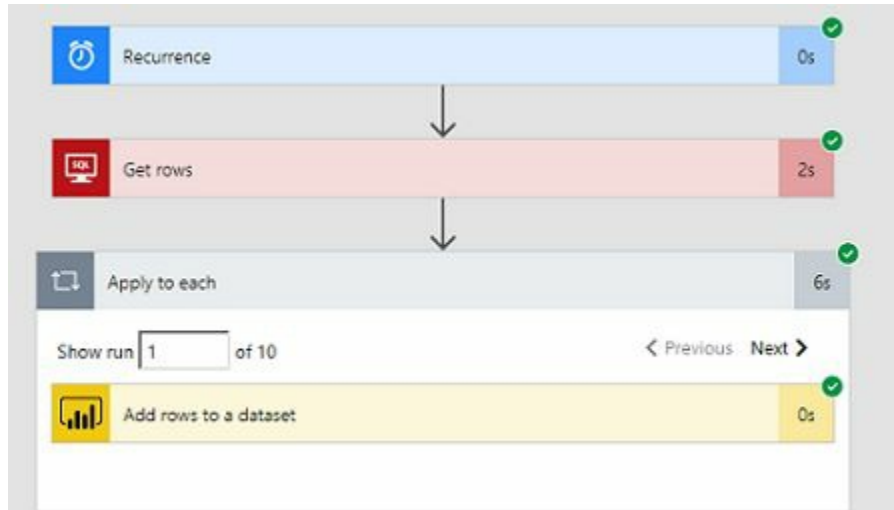 Recurrence 0s
SQL Get rows 2s
Apply to each 6s
Show run 1 of 10 Previous Next
Add rows to a dataset 0s